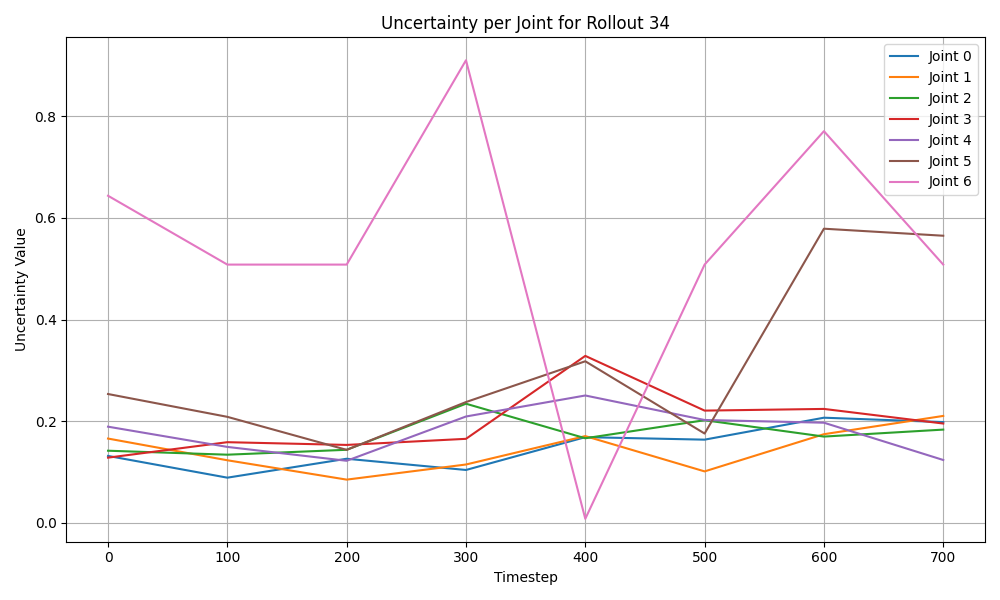 Uncertainty per Joint for Rollout 34
Uncertainty Value
0.8
0.6
0.4
0.2
0.0
Joint 0
Joint 1
Joint 2
Joint 3
Joint 4
Joint 5
Joint 6
0 100 200 300 400 500 600 700
Timestep